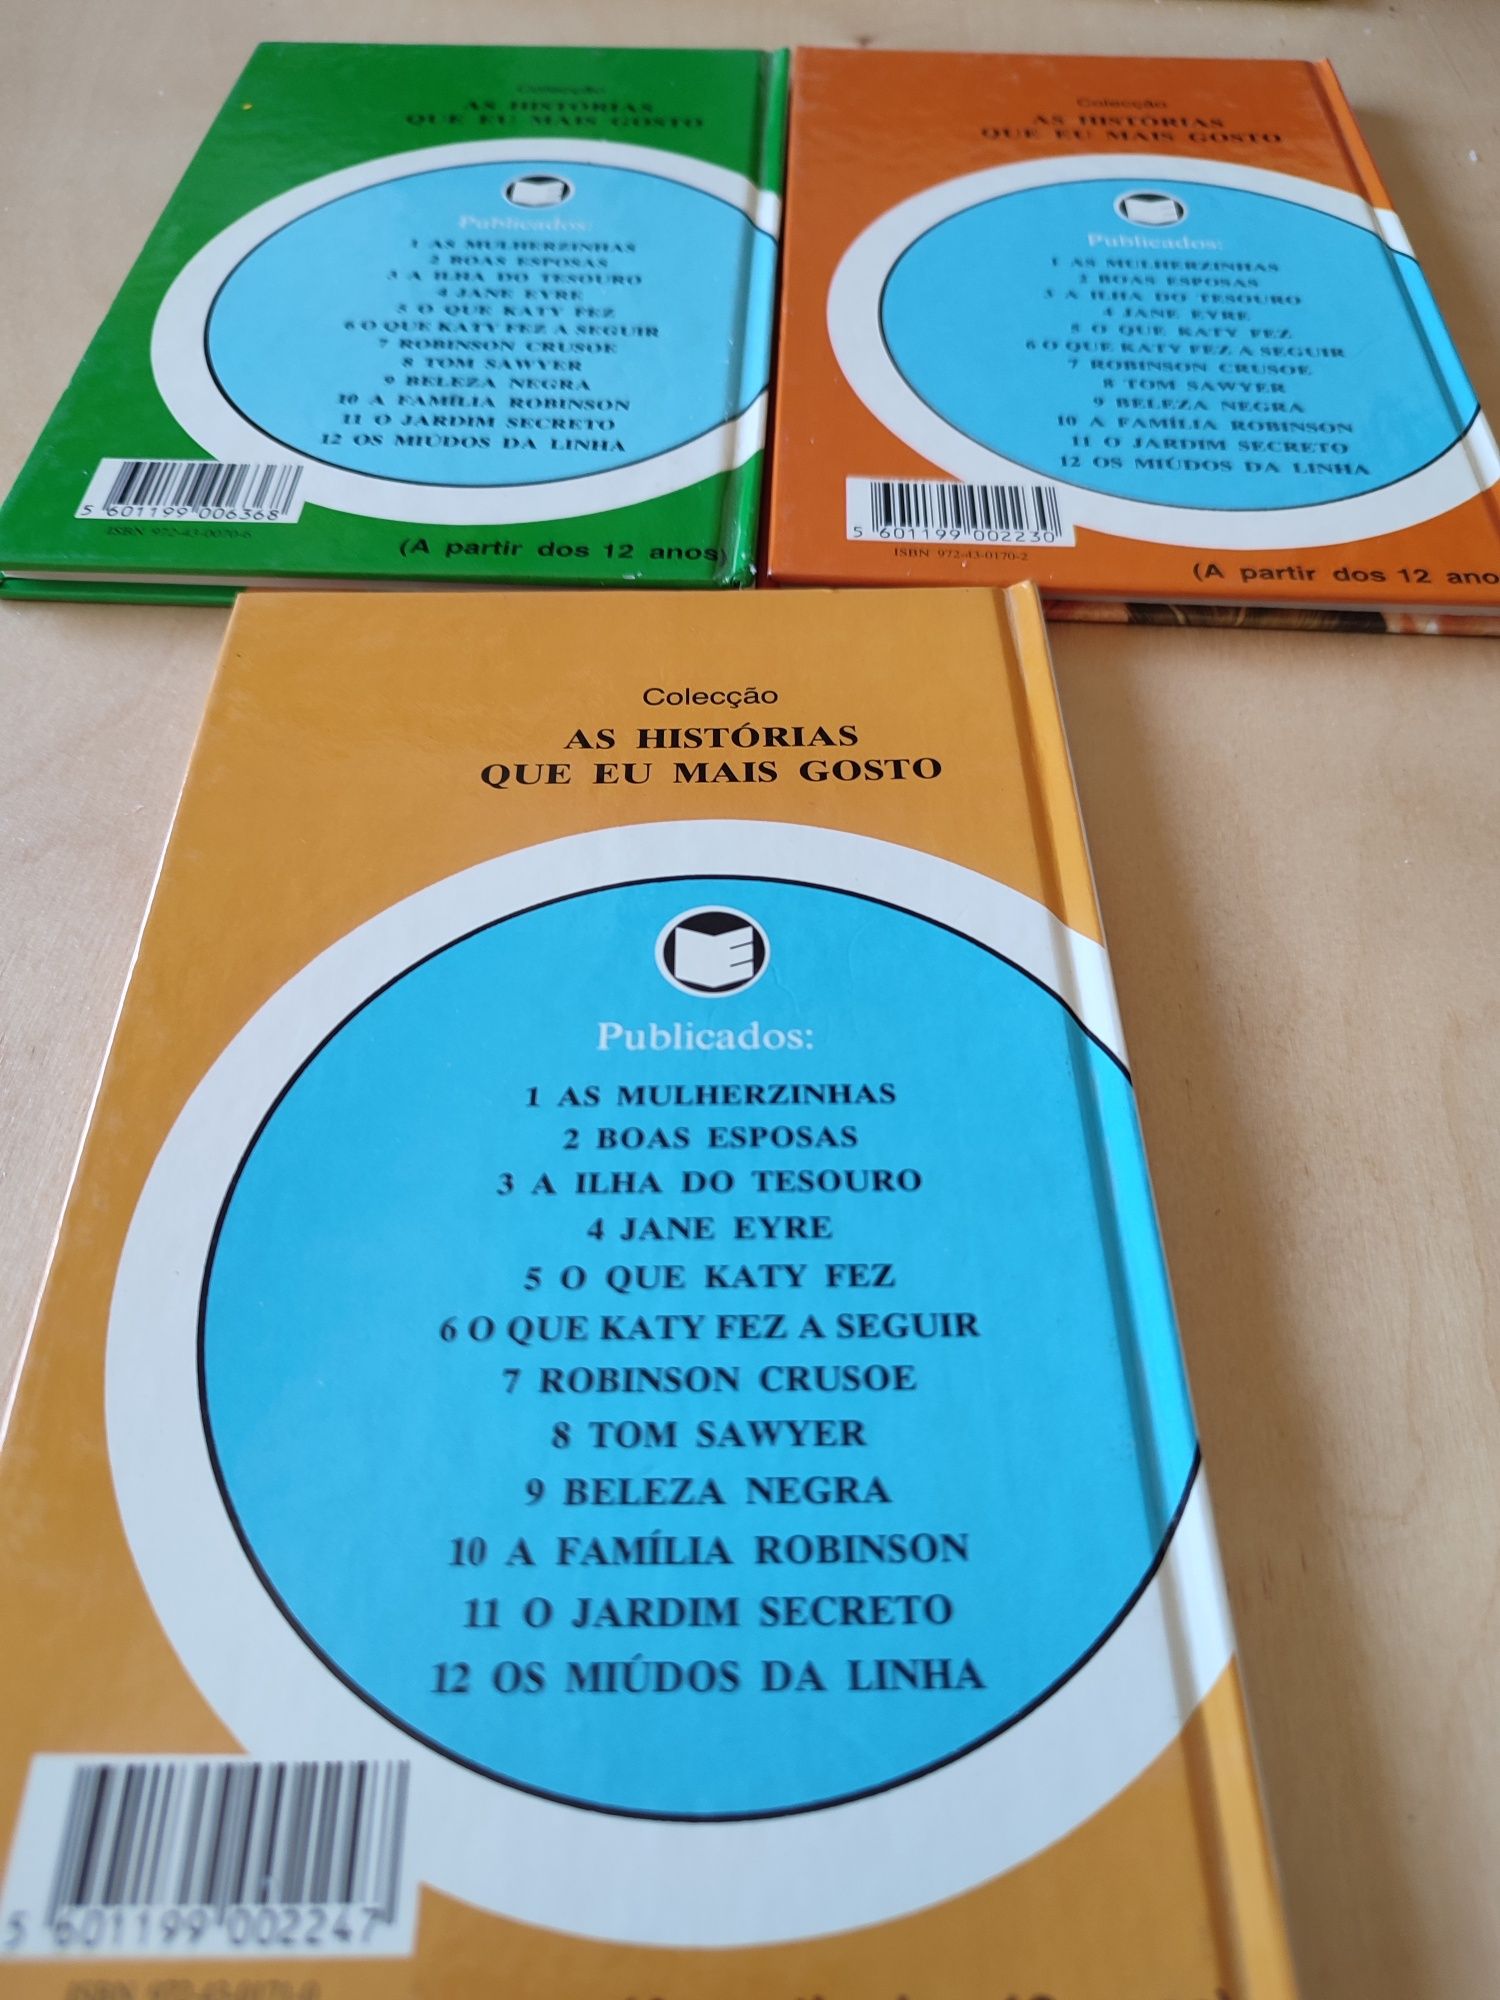 Colecção
AS HISTÓRIAS
QUE EU MAIS GOSTO
Publicados:
1 AS MULHERZINHAS
2 BOAS ESPOSAS
3 A ILHA DO TESOURO
4 JANE EYRE
5 O QUE KATY FEZ
6 O QUE KATY FEZ A SEGUIR
7 ROBINSON CRUSOE
8 TOM SAWYER
9 BELEZA NEGRA
10 A FAMÍLIA ROBINSON
11 O JARDIM SECRETO
12 OS MIÚDOS DA LINHA
5 601199 006368
ISBN 972-43-0070-6
(A partir dos 12 anos)
Colecção
AS HISTÓRIAS
QUE EU MAIS GOSTO
Publicados:
1 AS MULHERZINHAS
2 BOAS ESPOSAS
3 A ILHA DO TESOURO
4 JANE EYRE
5 O QUE KATY FEZ
6 O QUE KATY FEZ A SEGUIR
7 ROBINSON CRUSOE
8 TOM SAWYER
9 BELEZA NEGRA
10 A FAMÍLIA ROBINSON
11 O JARDIM SECRETO
12 OS MIÚDOS DA LINHA
5 601199 002230
ISBN 972-43-0170-2
(A partir dos 12 ano
Colecção
AS HISTÓRIAS
QUE EU MAIS GOSTO
Publicados:
1 AS MULHERZINHAS
2 BOAS ESPOSAS
3 A ILHA DO TESOURO
4 JANE EYRE
5 O QUE KATY FEZ
6 O QUE KATY FEZ A SEGUIR
7 ROBINSON CRUSOE
8 TOM SAWYER
9 BELEZA NEGRA
10 A FAMÍLIA ROBINSON
11 O JARDIM SECRETO
12 OS MIÚDOS DA LINHA
5 601199 002247